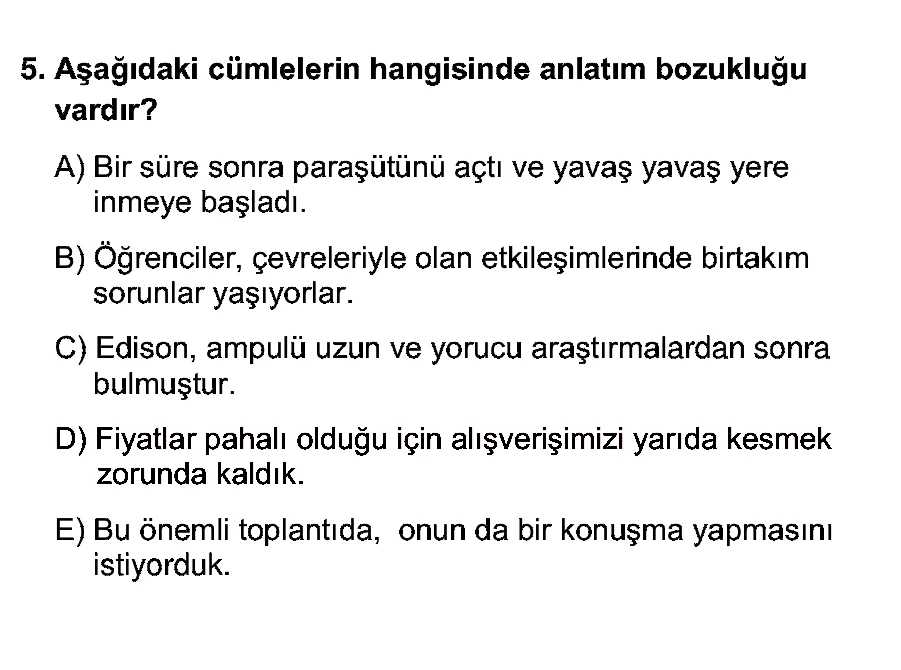 5. Aşağıdaki cümlelerin hangisinde anlatım bozukluğu
vardır?
A) Bir süre sonra paraşütünü açtı ve yavaş yavaş yere
inmeye başladı.
B) Öğrenciler, çevreleriyle olan etkileşimlerinde birtakım
sorunlar yaşıyorlar.
C) Edison, ampulü uzun ve yorucu araştırmalardan sonra
bulmuştur.
D) Fiyatlar pahalı olduğu için alışverişimizi yarıda kesmek
zorunda kaldık.
E) Bu önemli toplantıda, onun da bir konuşma yapmasını
istiyorduk.